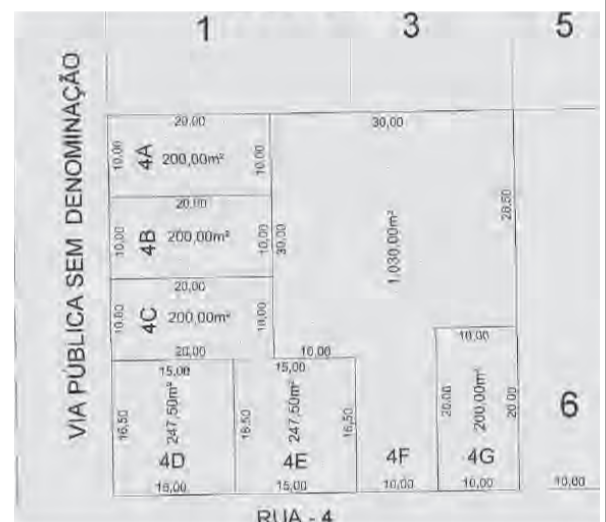 1 3 5
VIA PÚBLICA SEM DENOMINAÇÃO
20,00 30,00
10,00 4A 200,00m² 10,00
20,00
10,00 4B 200,00m² 10,00 30,00
28,50
1.030,00m²
20,00
10,00 4C 200,00m² 10,00
20,00 10,00 10,00
15,00 15,00
16,50 247,50m² 16,50 247,50m² 16,50 20,00 200,00m² 20,00 6
4D 4E 4F 4G
15,00 15,00 10,00 10,00 10,00
RUA - 4